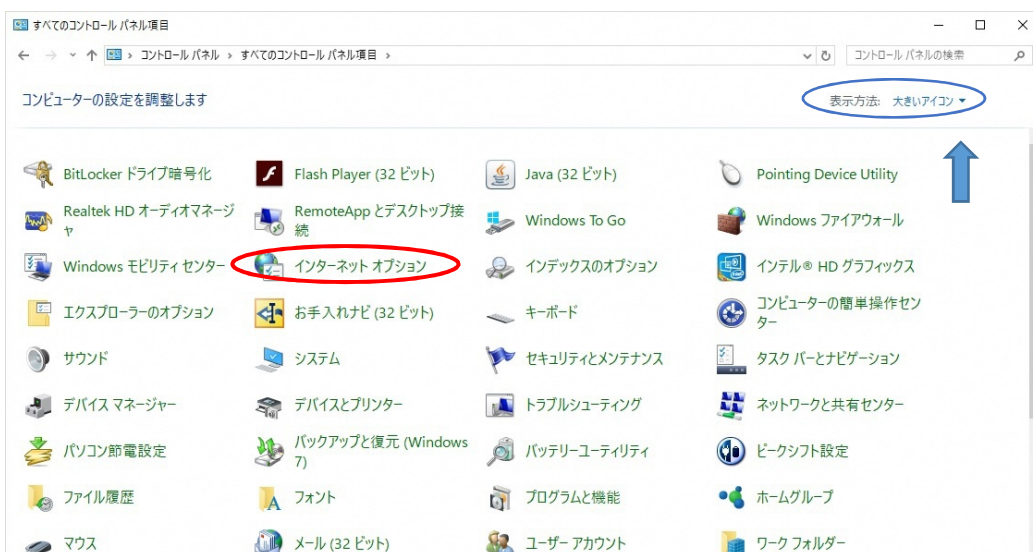 すべてのコントロール パネル項目
コントロール パネル › すべてのコントロール パネル項目 ›
コントロール パネルの検索
コンピューターの設定を調整します
表示方法: 大きいアイコン
BitLocker ドライブ暗号化
Flash Player (32 ビット)
Java (32 ビット)
Pointing Device Utility
Realtek HD オーディオマネージ
ャ
RemoteApp とデスクトップ接
続
Windows To Go
Windows ファイアウォール
Windows モビリティ センター
インターネット オプション
インデックスのオプション
インテル® HD グラフィックス
エクスプローラーのオプション
お手入れナビ (32 ビット)
キーボード
コンピューターの簡単操作セン
ター
サウンド
システム
セキュリティとメンテナンス
タスク バーとナビゲーション
デバイス マネージャー
デバイスとプリンター
トラブルシューティング
ネットワークと共有センター
パソコン節電設定
バックアップと復元 (Windows
7)
バッテリーユーティリティ
ピークシフト設定
ファイル履歴
フォント
プログラムと機能
ホームグループ
マウス
メール (32 ビット)
ユーザー アカウント
ワーク フォルダー